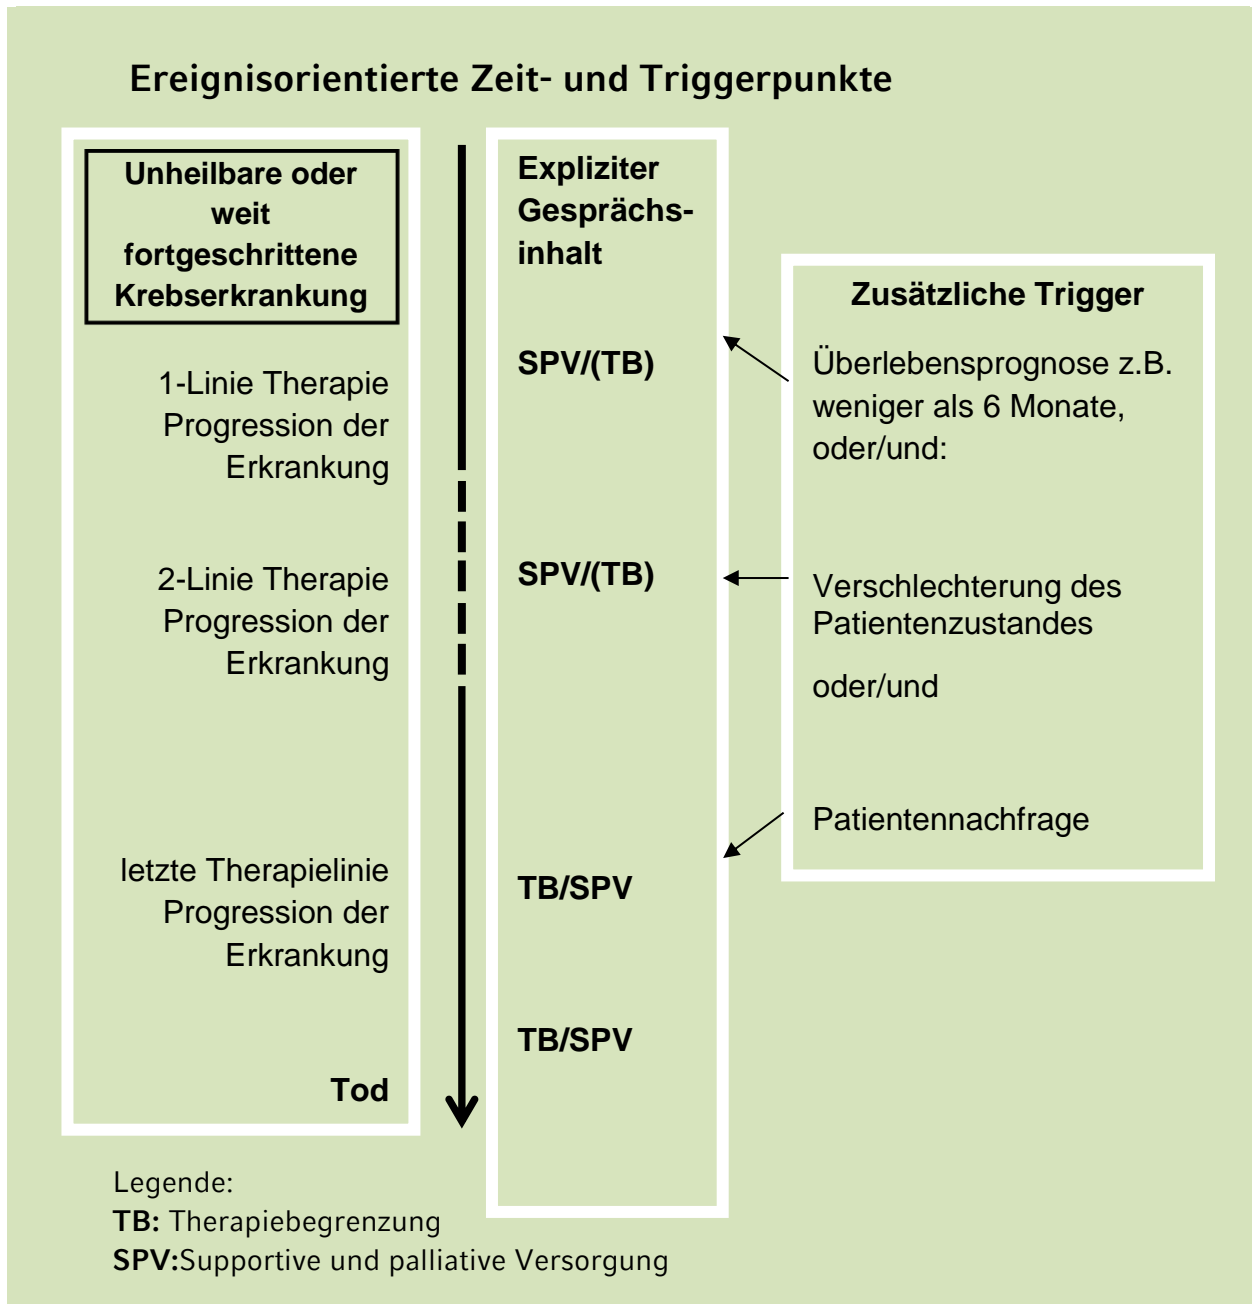 Ereignisorientierte Zeit- und Triggerpunkte
Unheilbare oder
weit
fortgeschrittene
Krebserkrankung
1-Linie Therapie
Progression der
Erkrankung
2-Linie Therapie
Progression der
Erkrankung
letzte Therapielinie
Progression der
Erkrankung
Tod
Expliziter
Gesprächs-
inhalt
SPV/(TB)
SPV/(TB)
TB/SPV
TB/SPV
Zusätzliche Trigger
Überlebensprognose z.B.
weniger als 6 Monate,
oder/und:
Verschlechterung des
Patientenzustandes
oder/und
Patientennachfrage
Legende:
TB: Therapiebegrenzung
SPV:Supportive und palliative Versorgung